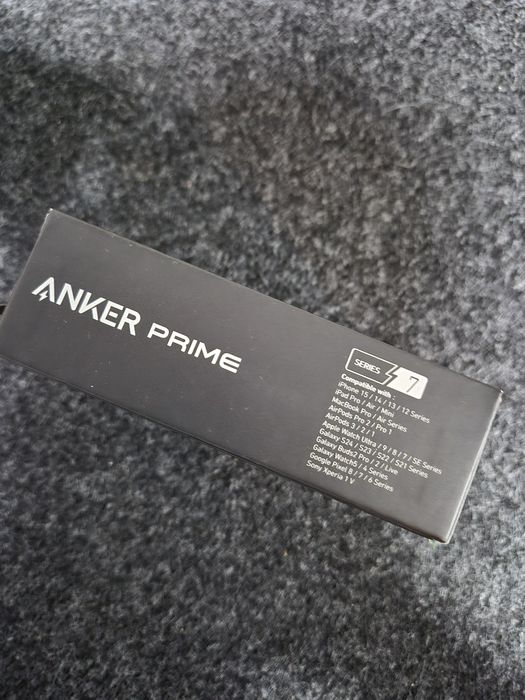 ANKER PRIME
SERIES 7
Compatible with :
iPhone 15 / 14 / 13 / 12 Series
iPad Pro / Air / Mini
MacBook Pro / Air Series
AirPods Pro 2 / Pro 1
AirPods 3 / 2 / 1
Apple Watch Ultra / 9 / 8 / 7 / SE Series
Galaxy S24 / S23 / S22 / S21 Series
Galaxy Buds2 Pro / 2 / Live
Galaxy Watch5 / 4 Series
Google Pixel 8 / 7 / 6 Series
Sony Xperia 1 V